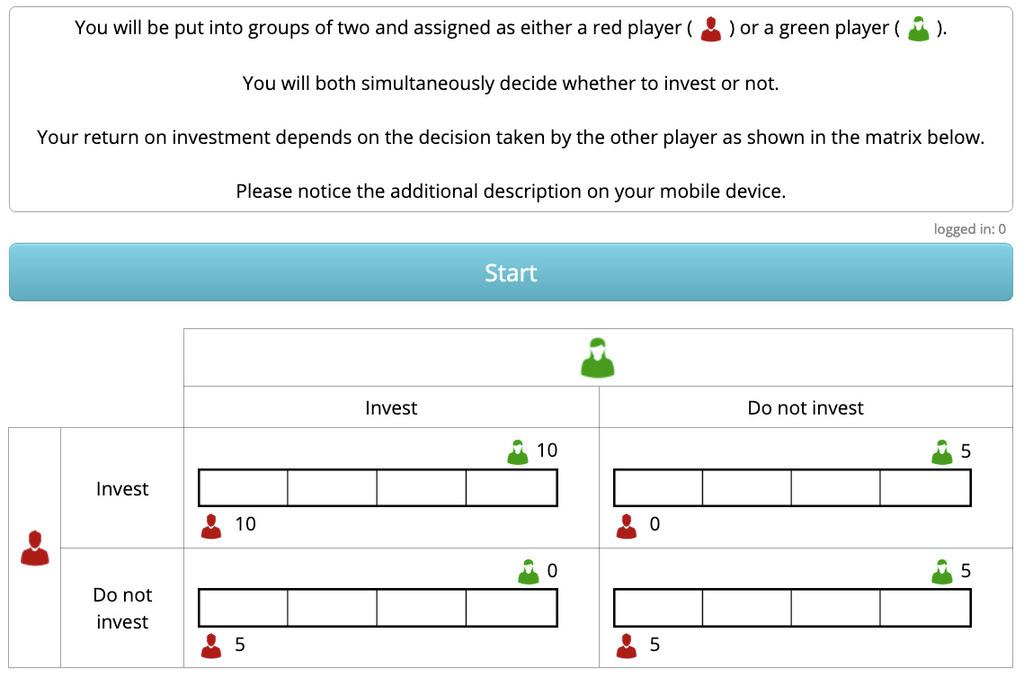 You will be put into groups of two and assigned as either a red player ( ) or a green player ( ).
You will both simultaneously decide whether to invest or not.
Your return on investment depends on the decision taken by the other player as shown in the matrix below.
Please notice the additional description on your mobile device.
logged in: 0
Start
Invest
Do not invest
10
5
Invest
10
0
0
5
Do not
invest
5
5